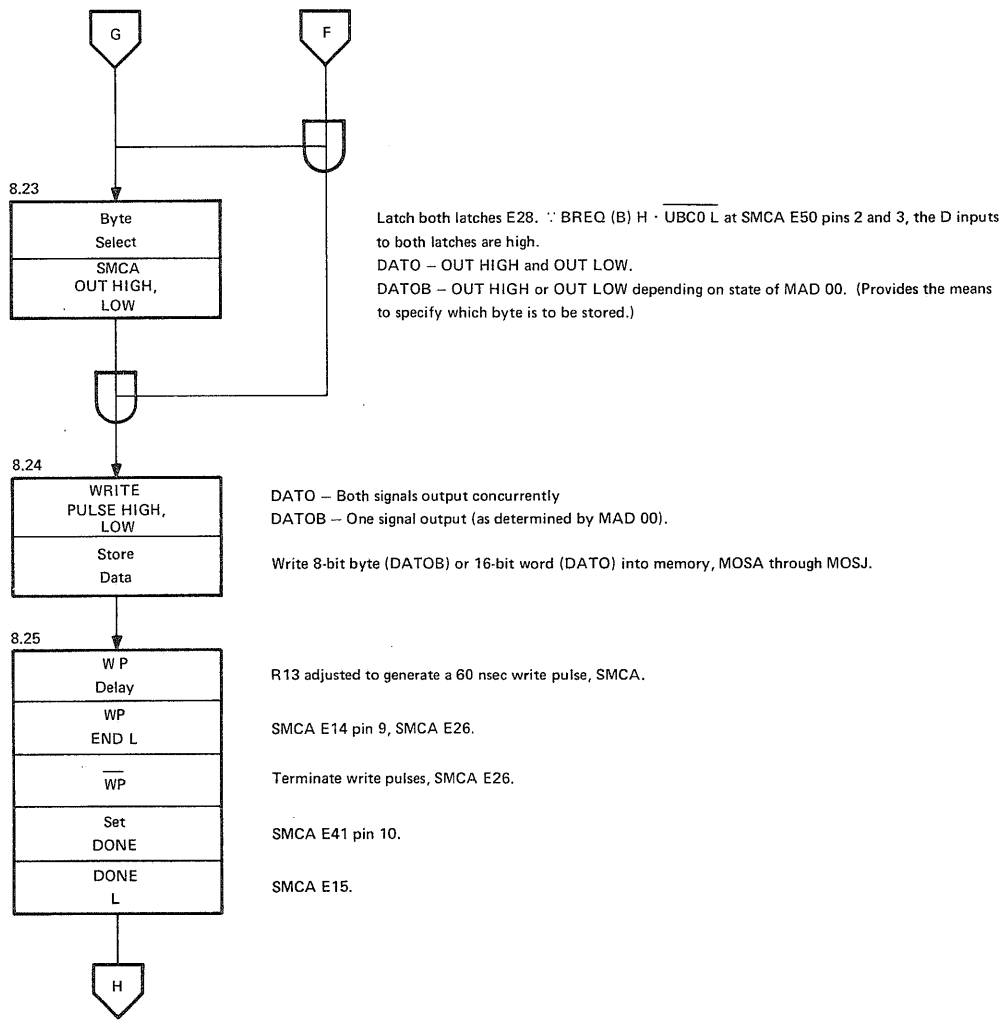 G
F
8.23
Byte
Select
SMCA
OUT HIGH,
LOW
Latch both latches E28. ∵ BREQ (B) H · UBC0 L at SMCA E50 pins 2 and 3, the D inputs
to both latches are high.
DATO – OUT HIGH and OUT LOW.
DATOB – OUT HIGH or OUT LOW depending on state of MAD 00. (Provides the means
to specify which byte is to be stored.)
8.24
WRITE
PULSE HIGH,
LOW
Store
Data
DATO – Both signals output concurrently
DATOB – One signal output (as determined by MAD 00).
Write 8-bit byte (DATOB) or 16-bit word (DATO) into memory, MOSA through MOSJ.
8.25
W P
Delay
R13 adjusted to generate a 60 nsec write pulse, SMCA.
WP
END L
SMCA E14 pin 9, SMCA E26.
WP
Terminate write pulses, SMCA E26.
Set
DONE
SMCA E41 pin 10.
DONE
L
SMCA E15.
H